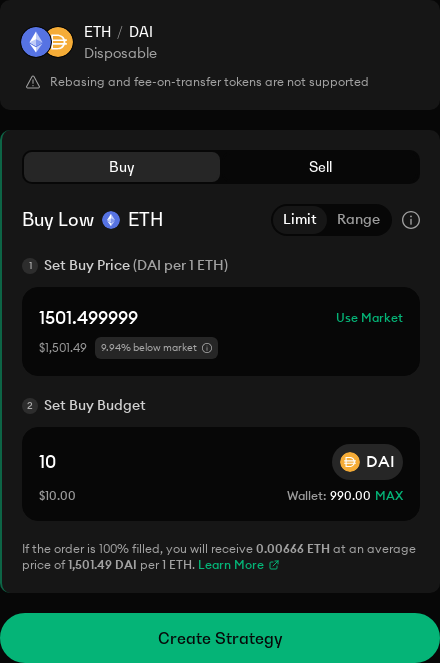 ETH / DAI
Disposable
Rebasing and fee-on-transfer tokens are not supported
Buy
Sell
Buy Low ETH
Limit
Range
1 Set Buy Price (DAI per 1 ETH)
1501.499999
Use Market
$1,501.49
9.94% below market
2 Set Buy Budget
10
DAI
$10.00
Wallet: 990.00 MAX
If the order is 100% filled, you will receive 0.00666 ETH at an average
price of 1,501.49 DAI per 1 ETH. Learn More
Create Strategy